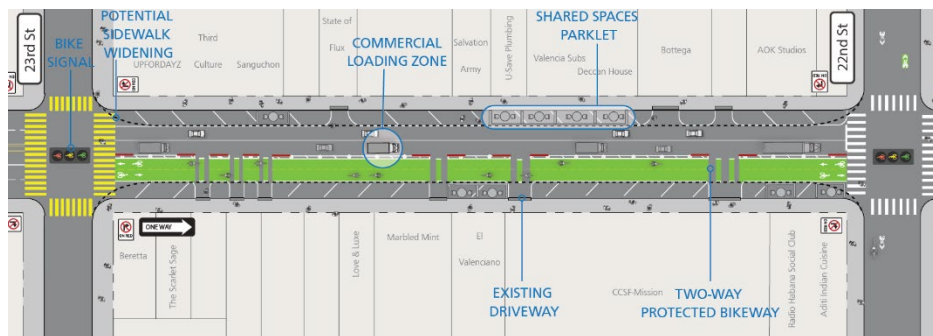 23rd St
BIKE
SIGNAL
POTENTIAL
SIDEWALK
WIDENING
UPFORDAYZ
Third
Culture
Sanguchon
State of
Flux
COMMERCIAL
LOADING ZONE
Salvation
Army
U-Save Plumbing
SHARED SPACES
PARKLET
Valencia Subs
Deccan House
Bottega
AOK Studios
22nd St
ONE WAY
Beretta
The Scarlet Sage
Love & Luxe
Marbled Mint
El
Valenciano
EXISTING
DRIVEWAY
CCSF-Mission
TWO-WAY
PROTECTED BIKEWAY
Radio Habana Social Club
Aditi Indian Cuisine